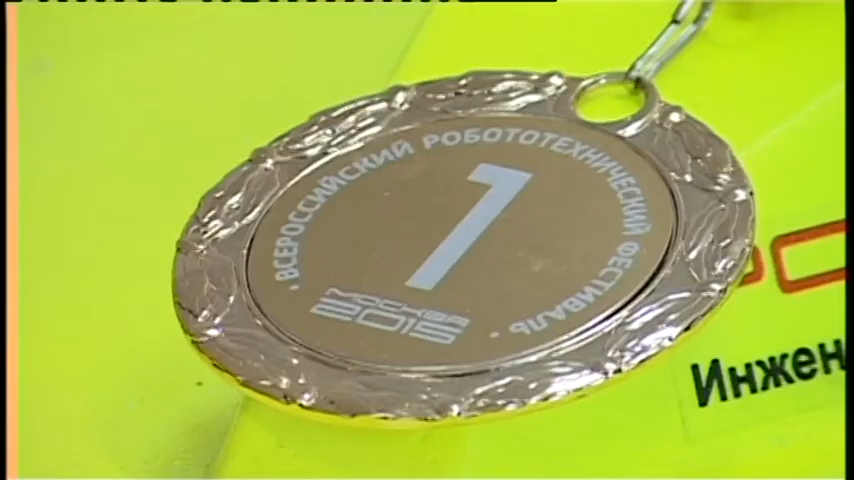 ВСЕРОССИЙСКИЙ РОБОТОТЕХНИЧЕСКИЙ ФЕСТИВАЛЬ
1
МОСКВА
2015
Инжен